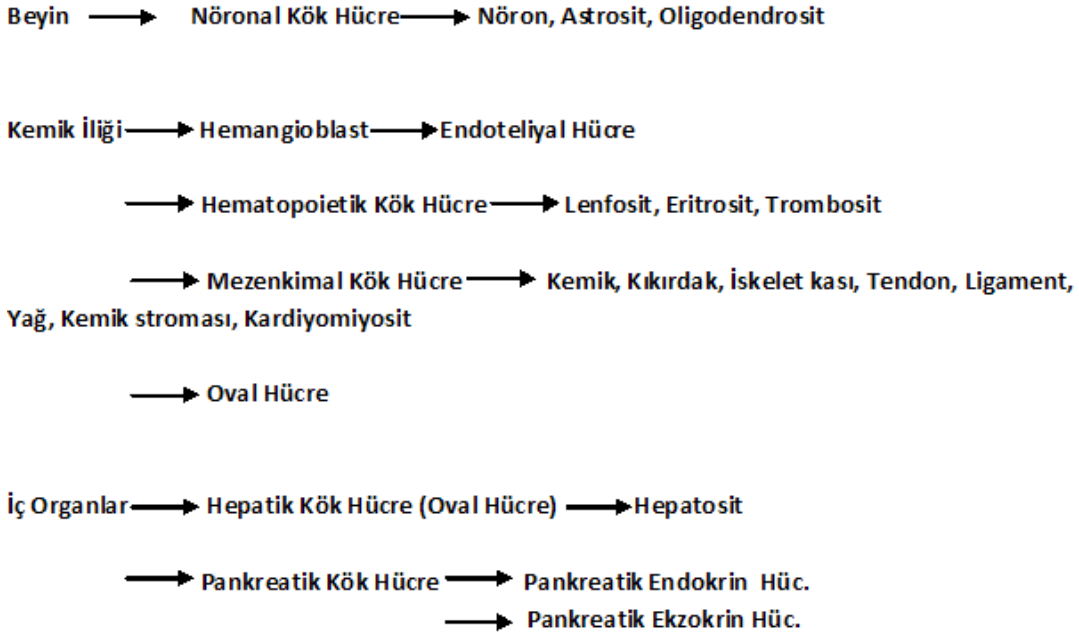 Beyin Nöronal Kök Hücre Nöron, Astrosit, Oligodendrosit
Kemik İliği Hemangioblast Endoteliyal Hücre
Hematopoietik Kök Hücre Lenfosit, Eritrosit, Trombosit
Mezenkimal Kök Hücre Kemik, Kıkırdak, İskelet kası, Tendon, Ligament,
Yağ, Kemik stroması, Kardiyomiyosit
Oval Hücre
İç Organlar Hepatik Kök Hücre (Oval Hücre) Hepatosit
Pankreatik Kök Hücre Pankreatik Endokrin Hüc.
Pankreatik Ekzokrin Hüc.